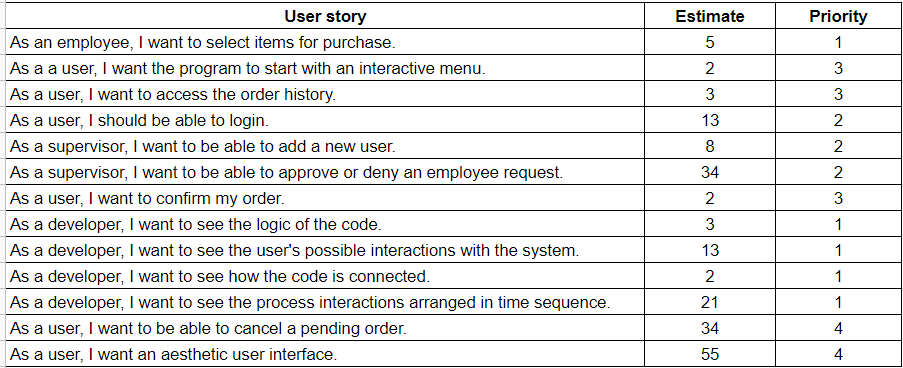 User story Estimate Priority
As an employee, I want to select items for purchase. 5 1
As a a user, I want the program to start with an interactive menu. 2 3
As a user, I want to access the order history. 3 3
As a user, I should be able to login. 13 2
As a supervisor, I want to be able to add a new user. 8 2
As a supervisor, I want to be able to approve or deny an employee request. 34 2
As a user, I want to confirm my order. 2 3
As a developer, I want to see the logic of the code. 3 1
As a developer, I want to see the user's possible interactions with the system. 13 1
As a developer, I want to see how the code is connected. 2 1
As a developer, I want to see the process interactions arranged in time sequence. 21 1
As a user, I want to be able to cancel a pending order. 34 4
As a user, I want an aesthetic user interface. 55 4